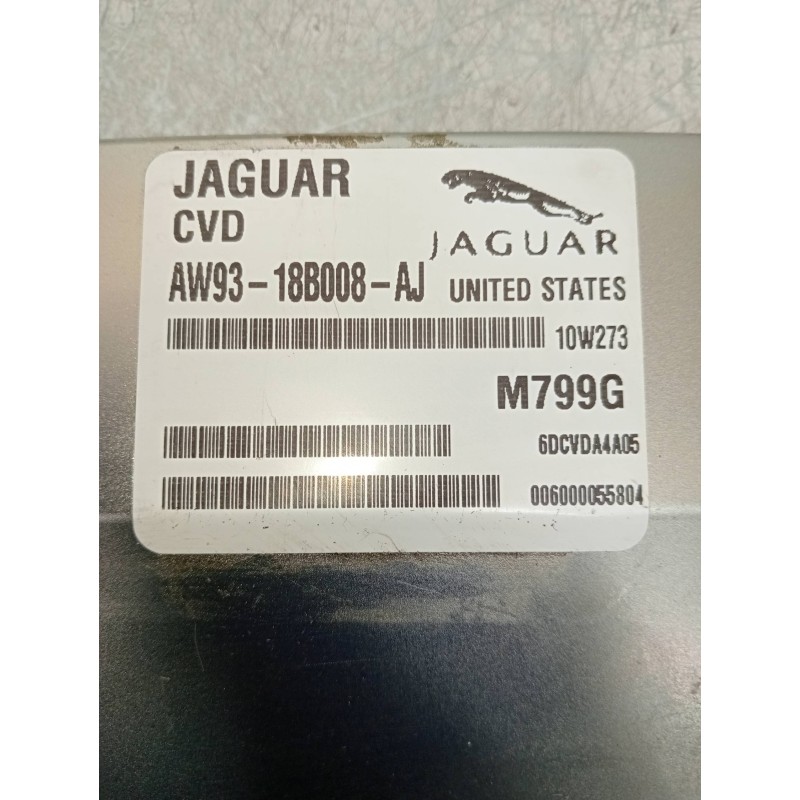 JAGUAR
CVD
JAGUAR
AW93-18B008-AJ UNITED STATES
10W273
M799G
6DCVDA4A05
006000055804